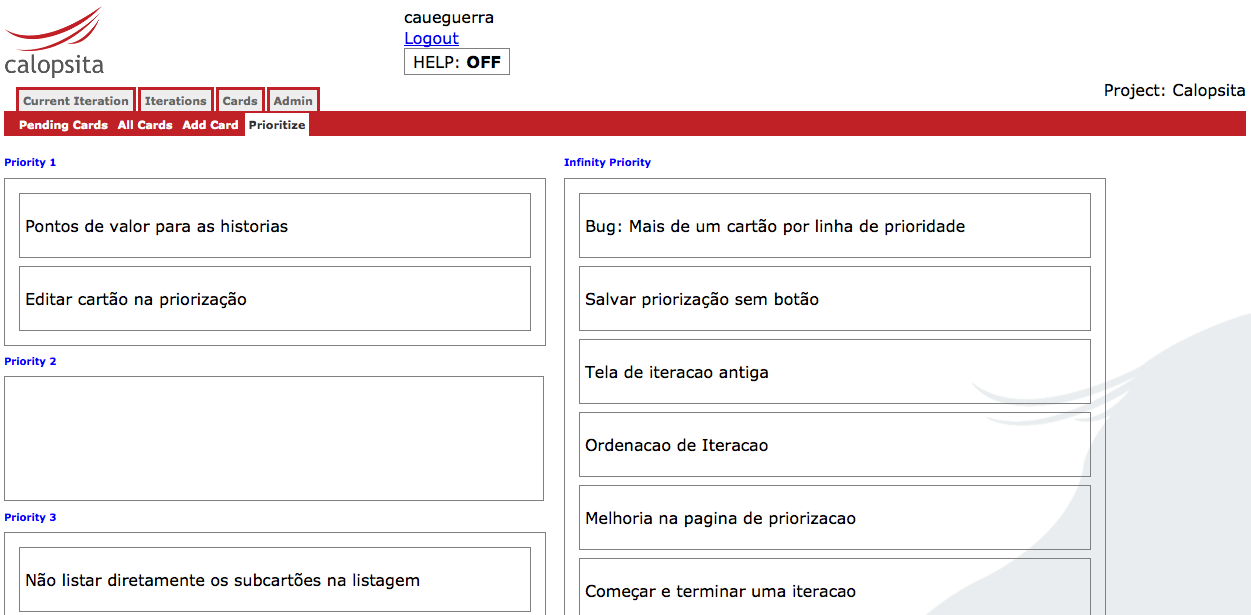 calopsita
caueguerra
Logout
HELP: OFF
Project: Calopsita
Current Iteration Iterations Cards Admin
Pending Cards All Cards Add Card Prioritize
Priority 1
Pontos de valor para as historias
Editar cartão na priorização
Priority 2
Priority 3
Não listar diretamente os subcartões na listagem
Infinity Priority
Bug: Mais de um cartão por linha de prioridade
Salvar priorização sem botão
Tela de iteracao antiga
Ordenacao de Iteracao
Melhoria na pagina de priorizacao
Começar e terminar uma iteracao